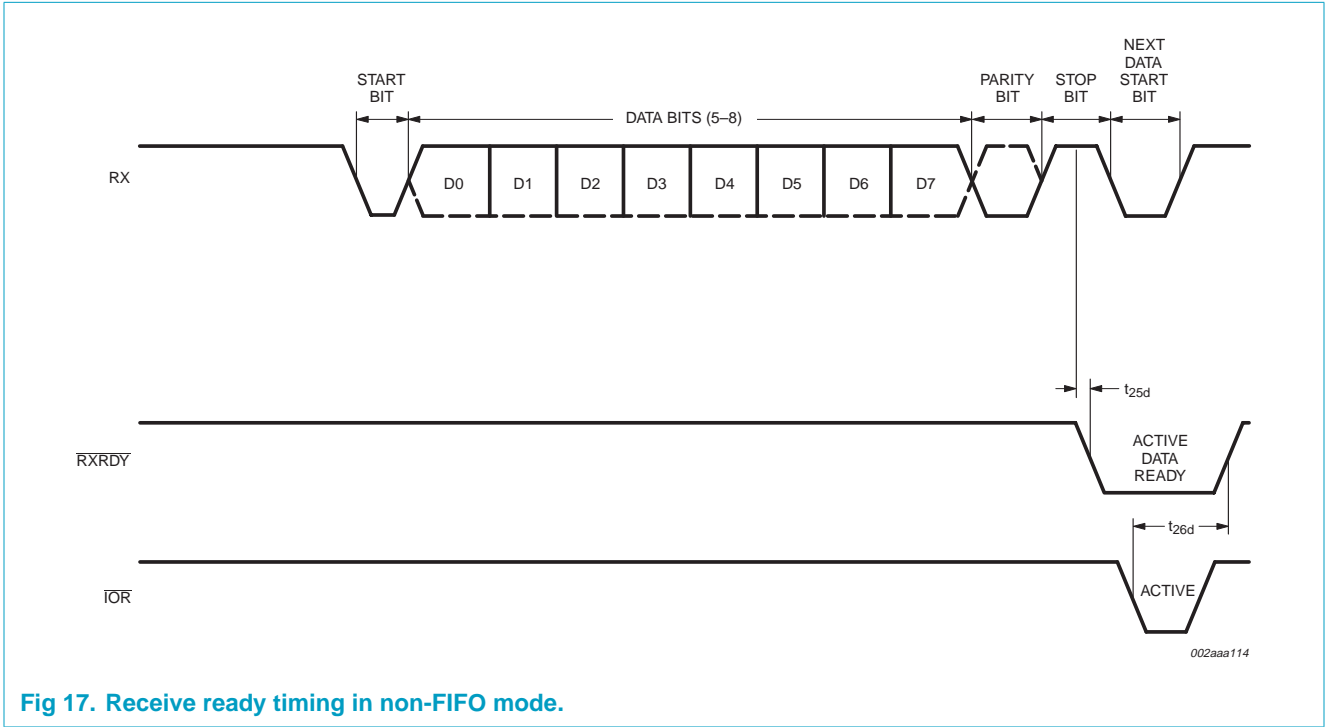 NEXT
DATA
START
BIT
START
BIT
PARITY
BIT
STOP
BIT
DATA BITS (5–8)
RX
D0
D1
D2
D3
D4
D5
D6
D7
t25d
RXRDY
ACTIVE
DATA
READY
t26d
IOR
ACTIVE
002aaa114
Fig 17. Receive ready timing in non-FIFO mode.